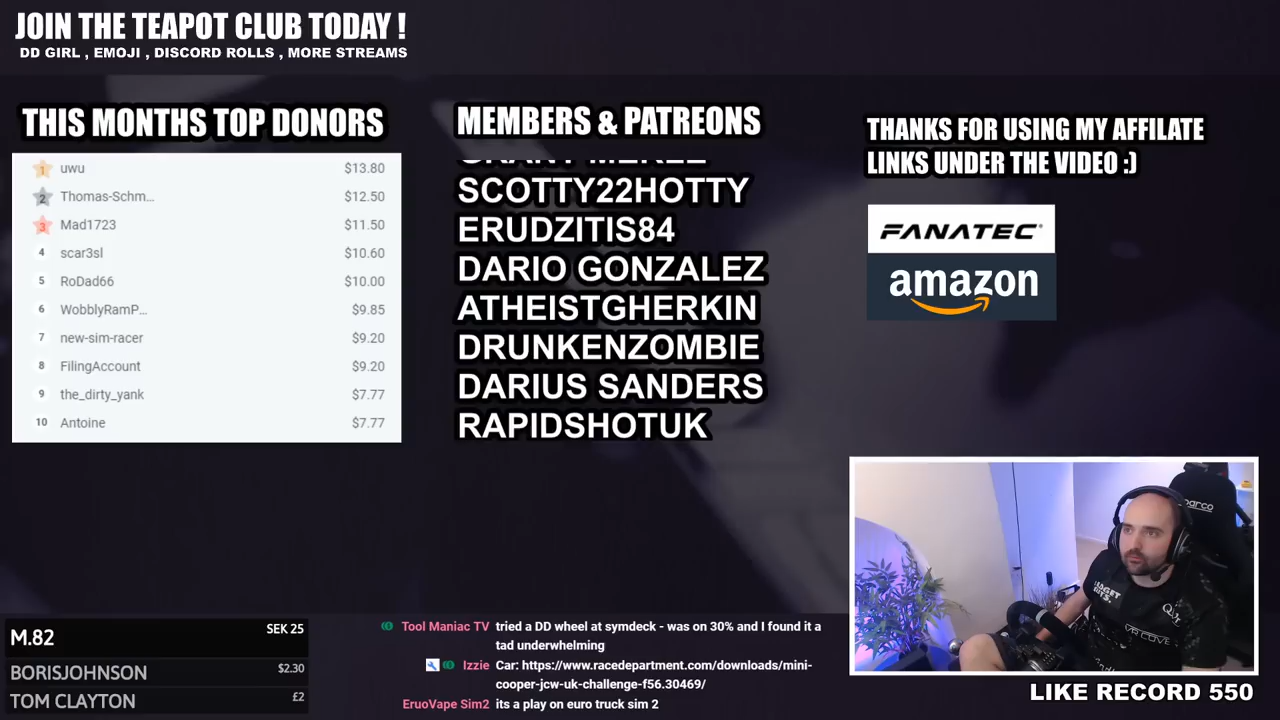 JOIN THE TEAPOT CLUB TODAY !
DD GIRL , EMOJI , DISCORD ROLLS , MORE STREAMS
THIS MONTHS TOP DONORS
1 uwu $13.80
2 Thomas-Schm... $12.50
3 Mad1723 $11.50
4 scar3sl $10.60
5 RoDad66 $10.00
6 WobblyRamP... $9.85
7 new-sim-racer $9.20
8 FilingAccount $9.20
9 the_dirty_yank $7.77
10 Antoine $7.77
MEMBERS & PATREONS
SCOTTY22HOTTY
ERUDZITIS84
DARIO GONZALEZ
ATHEISTGHERKIN
DRUNKENZOMBIE
DARIUS SANDERS
RAPIDSHOTUK
THANKS FOR USING MY AFFILATE
LINKS UNDER THE VIDEO :)
FANATEC
amazon
M.82 SEK 25
BORISJOHNSON $2.30
TOM CLAYTON £2
Tool Maniac TV tried a DD wheel at symdeck - was on 30% and I found it a
tad underwhelming
Izzie Car: https://www.racedepartment.com/downloads/mini-
cooper-jcw-uk-challenge-f56.30469/
EruoVape Sim2 its a play on euro truck sim 2
LIKE RECORD 550